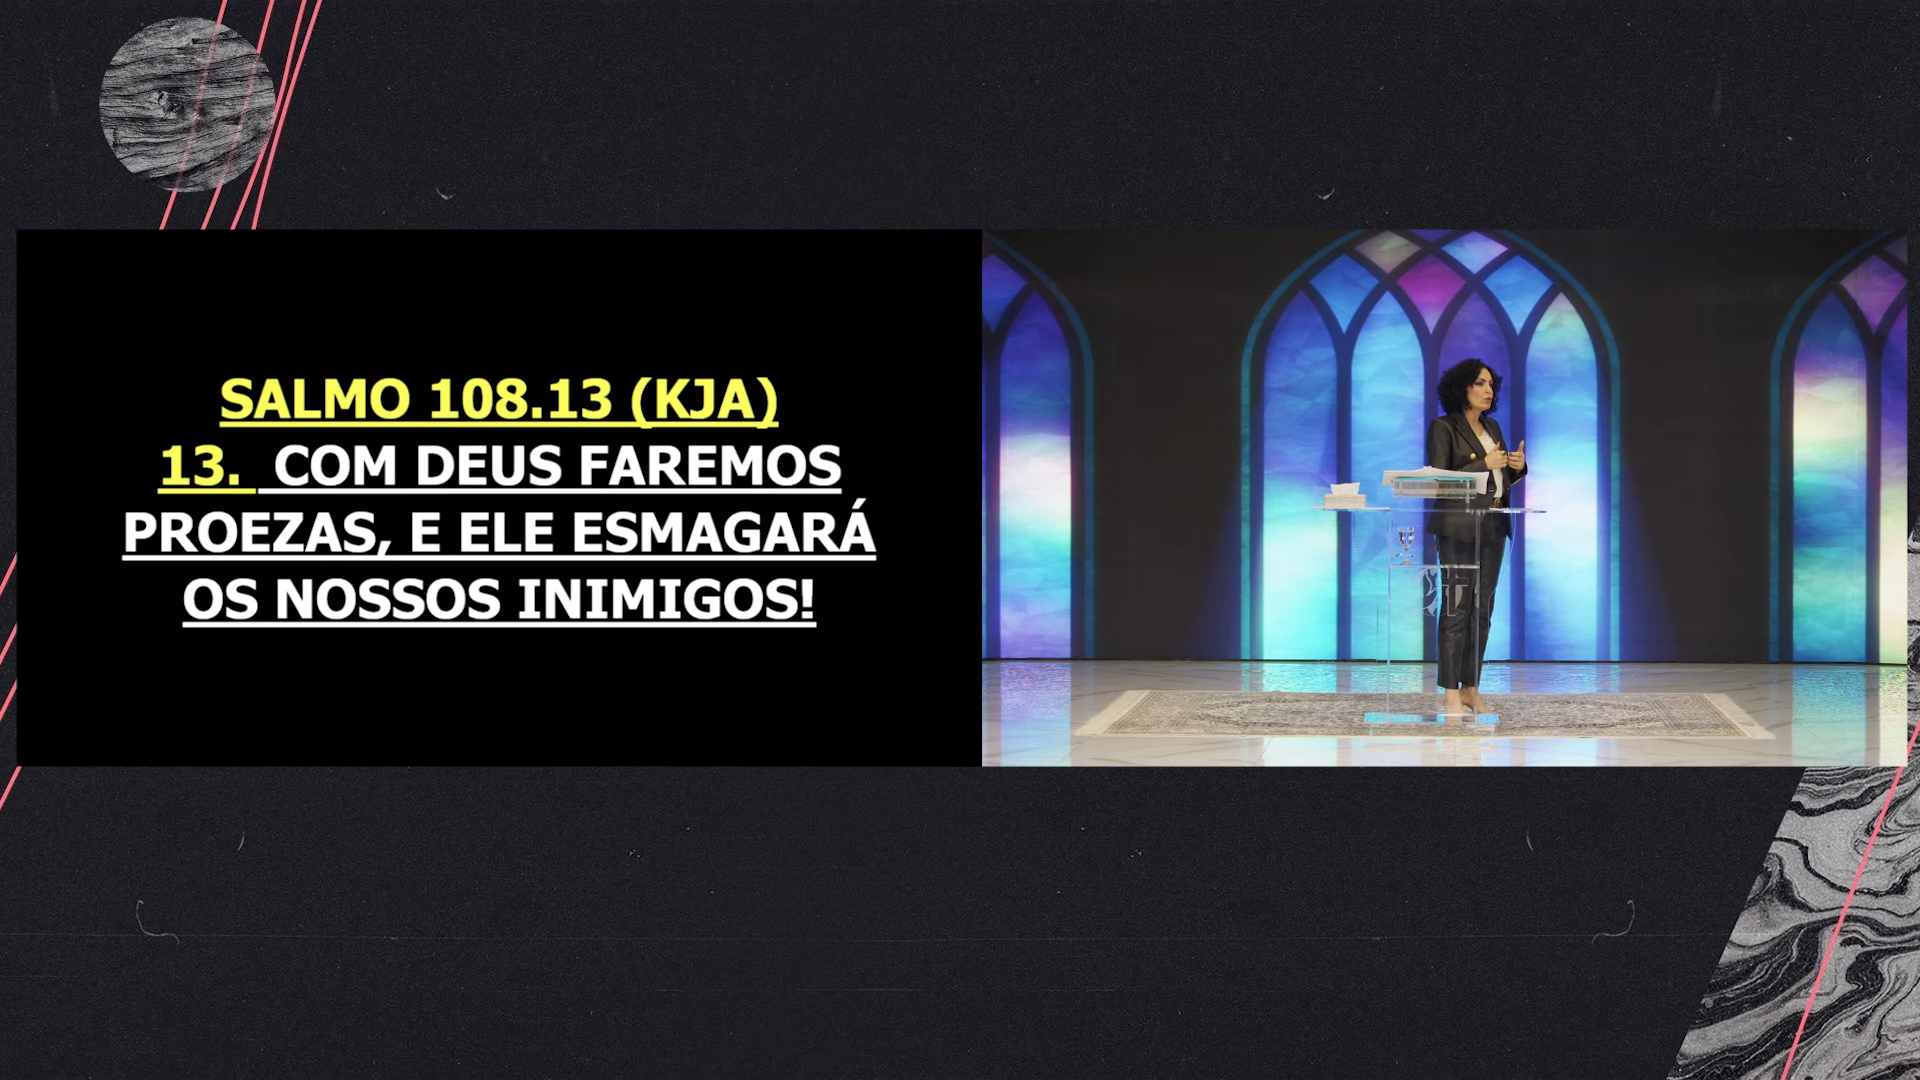 SALMO 108.13 (KJA)
13. COM DEUS FAREMOS
PROEZAS, E ELE ESMAGARÁ
OS NOSSOS INIMIGOS!